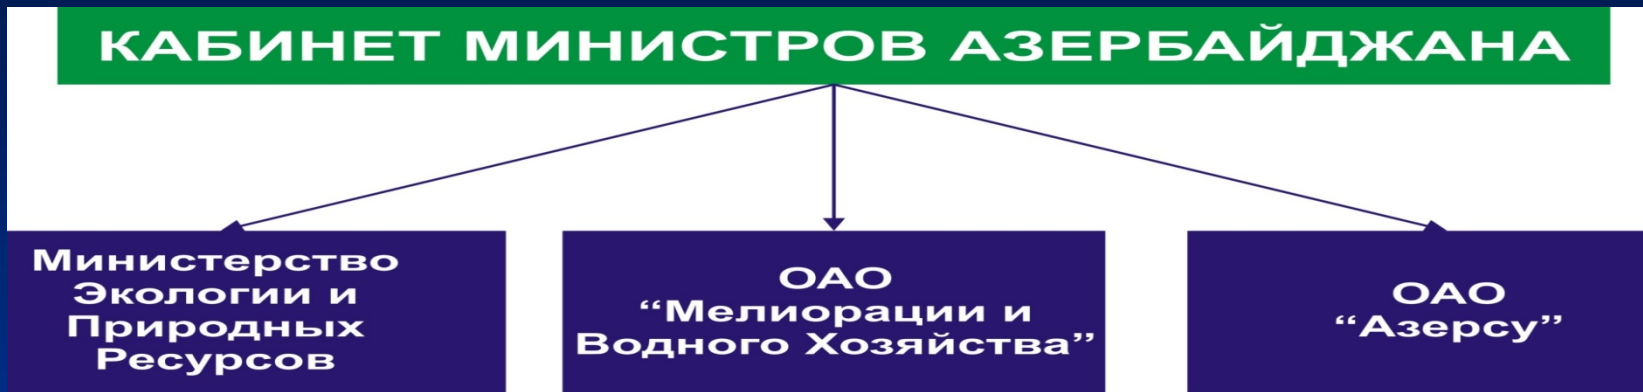 КАБИНЕТ МИНИСТРОВ АЗЕРБАЙДЖАНА
Министерство
Экологии и
Природных
Ресурсов
ОАО
“Мелиорации и
Водного Хозяйства”
ОАО
“Азерсу”